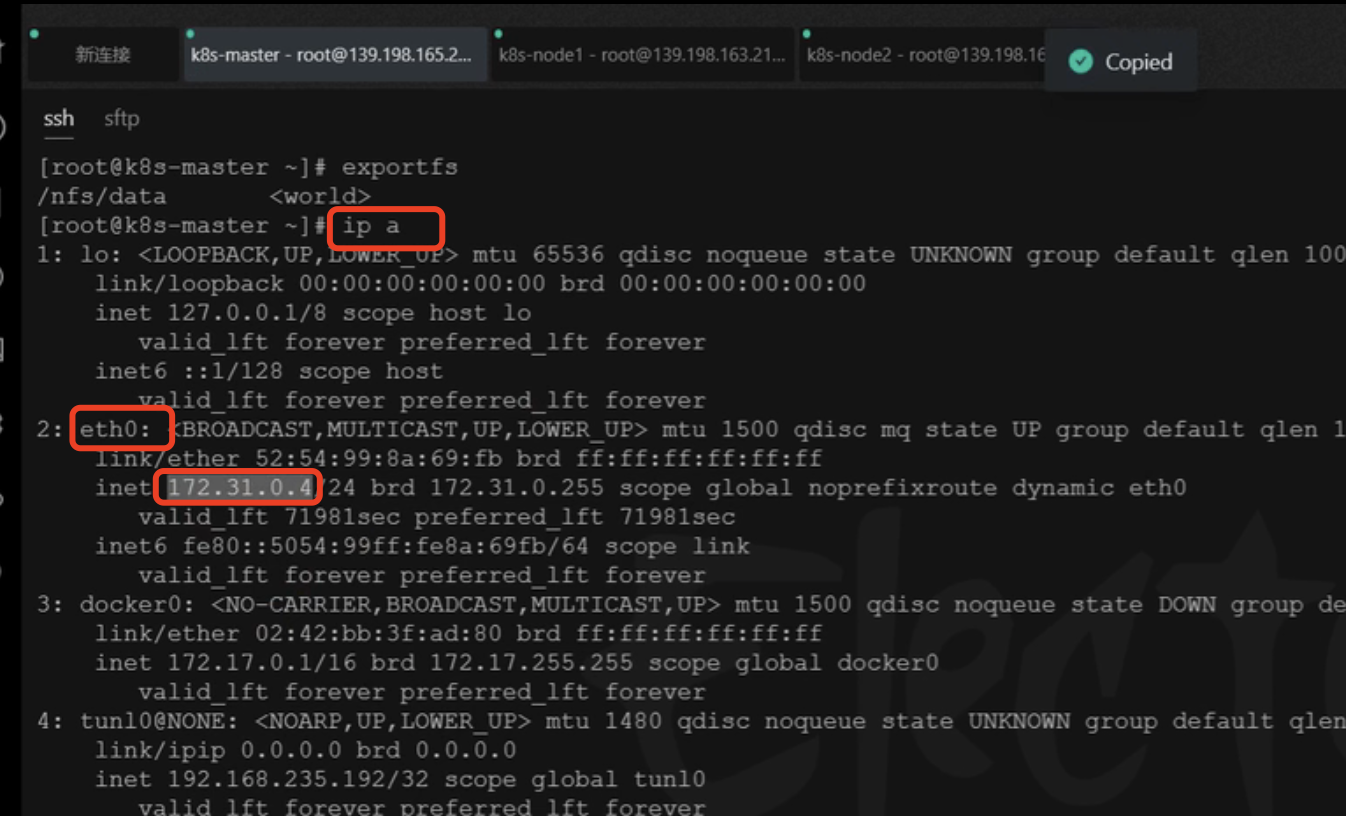 新连接
k8s-master - root@139.198.165.2...
k8s-node1 - root@139.198.163.21...
k8s-node2 - root@139.198.16
Copied
ssh sftp
[root@k8s-master ~]# exportfs
/nfs/data <world>
[root@k8s-master ~]# ip a
1: lo: <LOOPBACK,UP,LOWER_UP> mtu 65536 qdisc noqueue state UNKNOWN group default qlen 100
link/loopback 00:00:00:00:00:00 brd 00:00:00:00:00:00
inet 127.0.0.1/8 scope host lo
valid_lft forever preferred_lft forever
inet6 ::1/128 scope host
valid_lft forever preferred_lft forever
2: eth0: <BROADCAST,MULTICAST,UP,LOWER_UP> mtu 1500 qdisc mq state UP group default qlen 1
link/ether 52:54:99:8a:69:fb brd ff:ff:ff:ff:ff:ff
inet 172.31.0.4/24 brd 172.31.0.255 scope global noprefixroute dynamic eth0
valid_lft 71981sec preferred_lft 71981sec
inet6 fe80::5054:99ff:fe8a:69fb/64 scope link
valid_lft forever preferred_lft forever
3: docker0: <NO-CARRIER,BROADCAST,MULTICAST,UP> mtu 1500 qdisc noqueue state DOWN group de
link/ether 02:42:bb:3f:ad:80 brd ff:ff:ff:ff:ff:ff
inet 172.17.0.1/16 brd 172.17.255.255 scope global docker0
valid_lft forever preferred_lft forever
4: tunl0@NONE: <NOARP,UP,LOWER_UP> mtu 1480 qdisc noqueue state UNKNOWN group default qlen
link/ipip 0.0.0.0 brd 0.0.0.0
inet 192.168.235.192/32 scope global tunl0
valid_lft forever preferred_lft forever